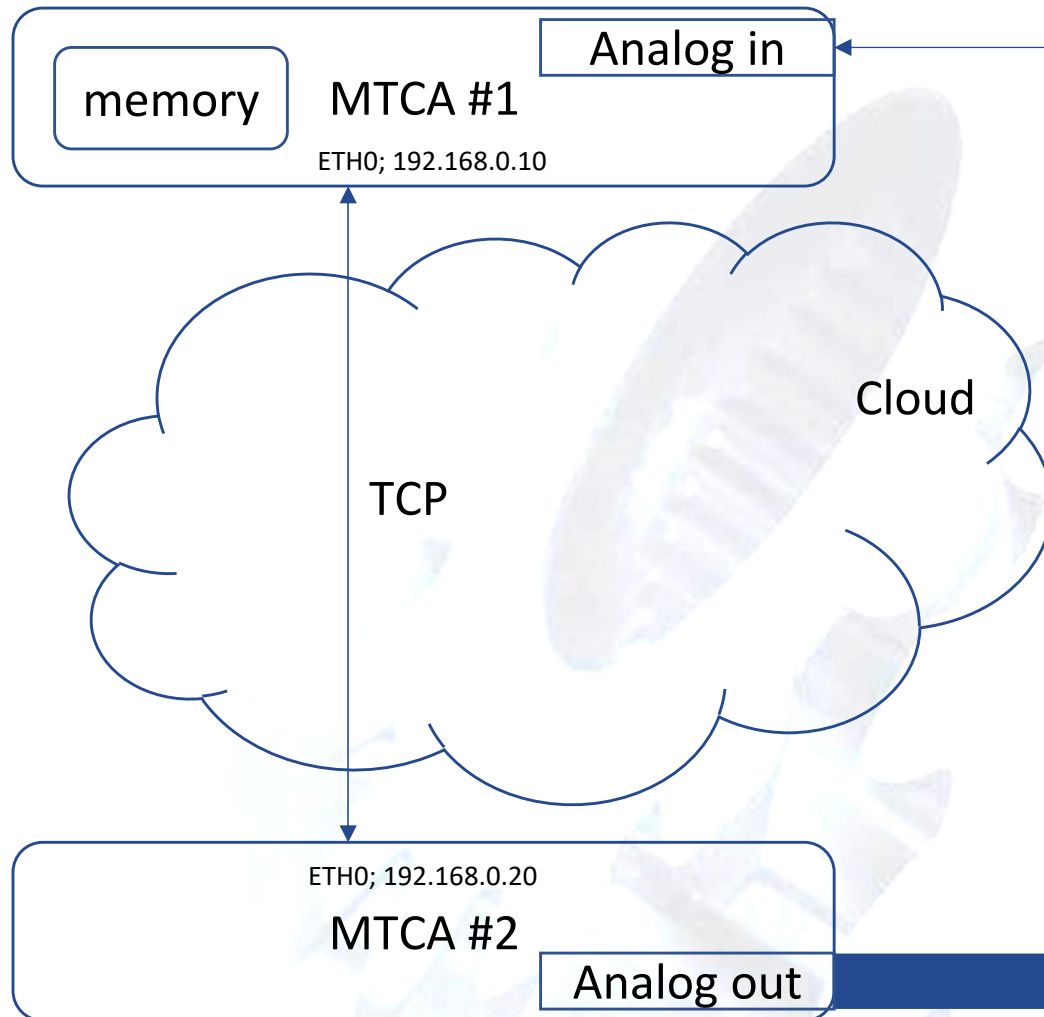 Analog in
memory
MTCA #1
ETH0; 192.168.0.10
Cloud
TCP
ETH0; 192.168.0.20
MTCA #2
Analog out